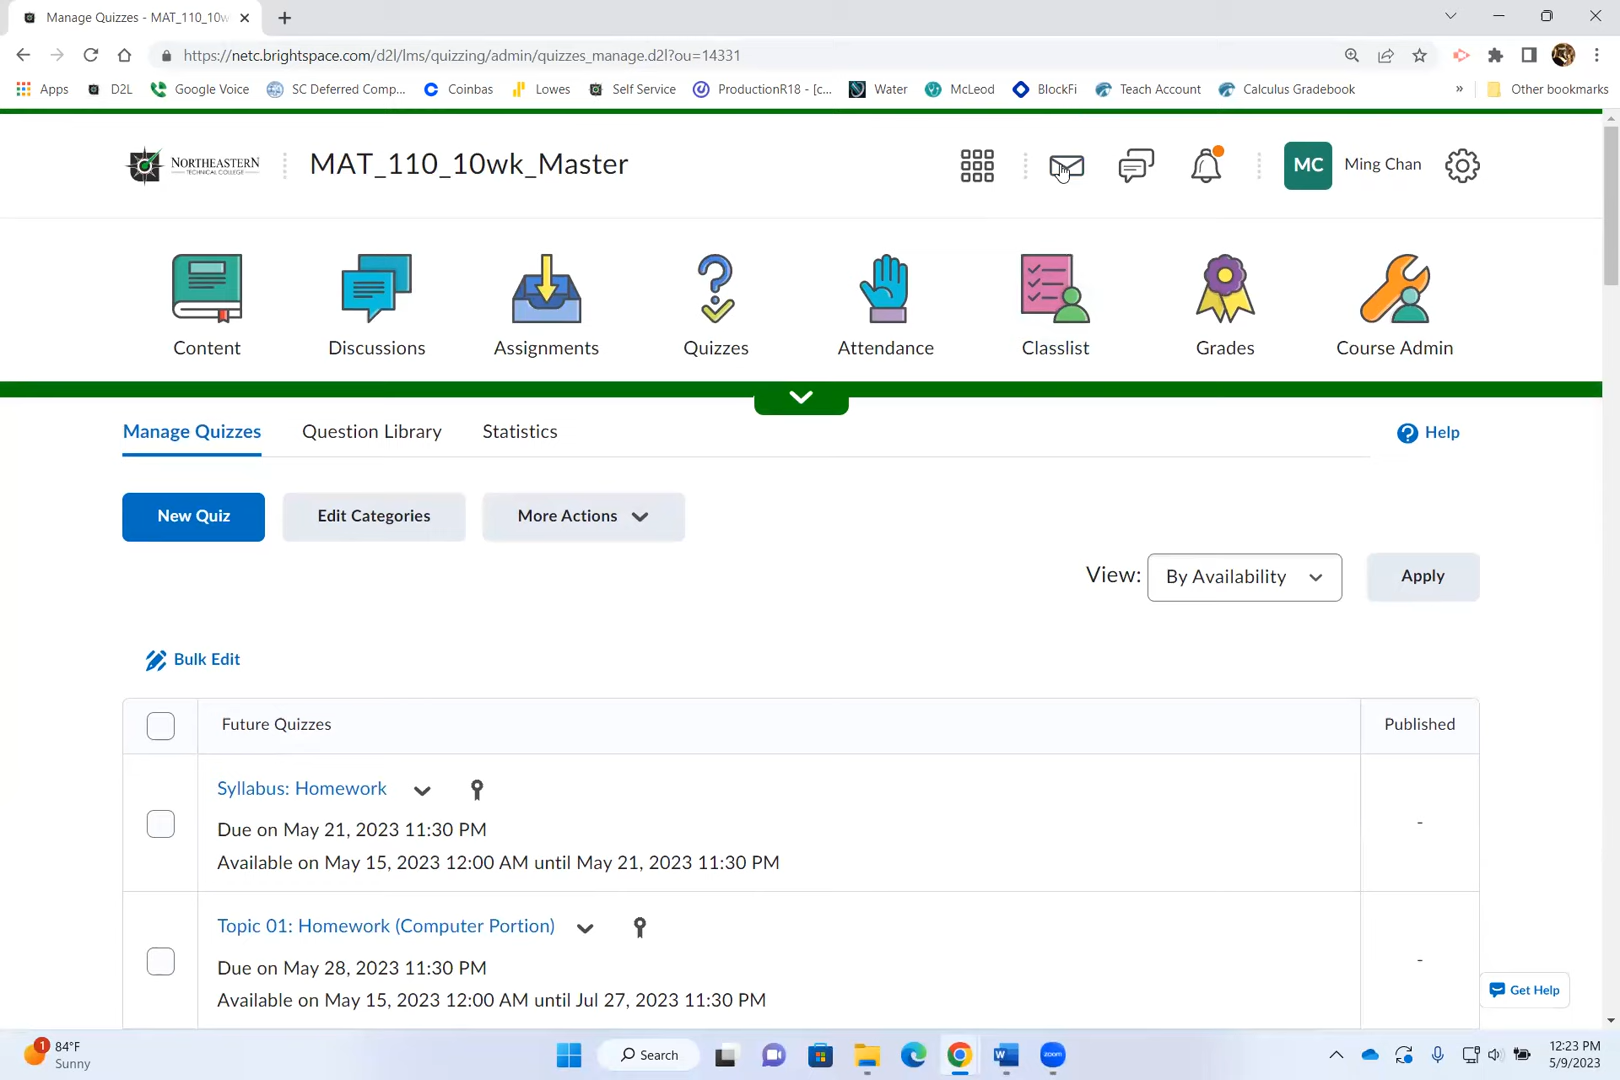 Manage Quizzes - MAT_110_10w
https://netc.brightspace.com/d2l/lms/quizzing/admin/quizzes_manage.d2l?ou=14331
Apps D2L Google Voice SC Deferred Comp... Coinbas Lowes Self Service ProductionR18 - [c... Water McLeod BlockFi Teach Account Calculus Gradebook » Other bookmarks
NORTHEASTERN
TECHNICAL COLLEGE
MAT_110_10wk_Master
MC Ming Chan
Content Discussions Assignments Quizzes Attendance Classlist Grades Course Admin
Manage Quizzes Question Library Statistics
Help
New Quiz Edit Categories More Actions
View: By Availability Apply
Bulk Edit
Future Quizzes Published
Syllabus: Homework
Due on May 21, 2023 11:30 PM
-
Available on May 15, 2023 12:00 AM until May 21, 2023 11:30 PM
Topic 01: Homework (Computer Portion)
Due on May 28, 2023 11:30 PM
-
Available on May 15, 2023 12:00 AM until Jul 27, 2023 11:30 PM
Get Help
1 84°F
Sunny
Search
W zoom
12:23 PM
5/9/2023